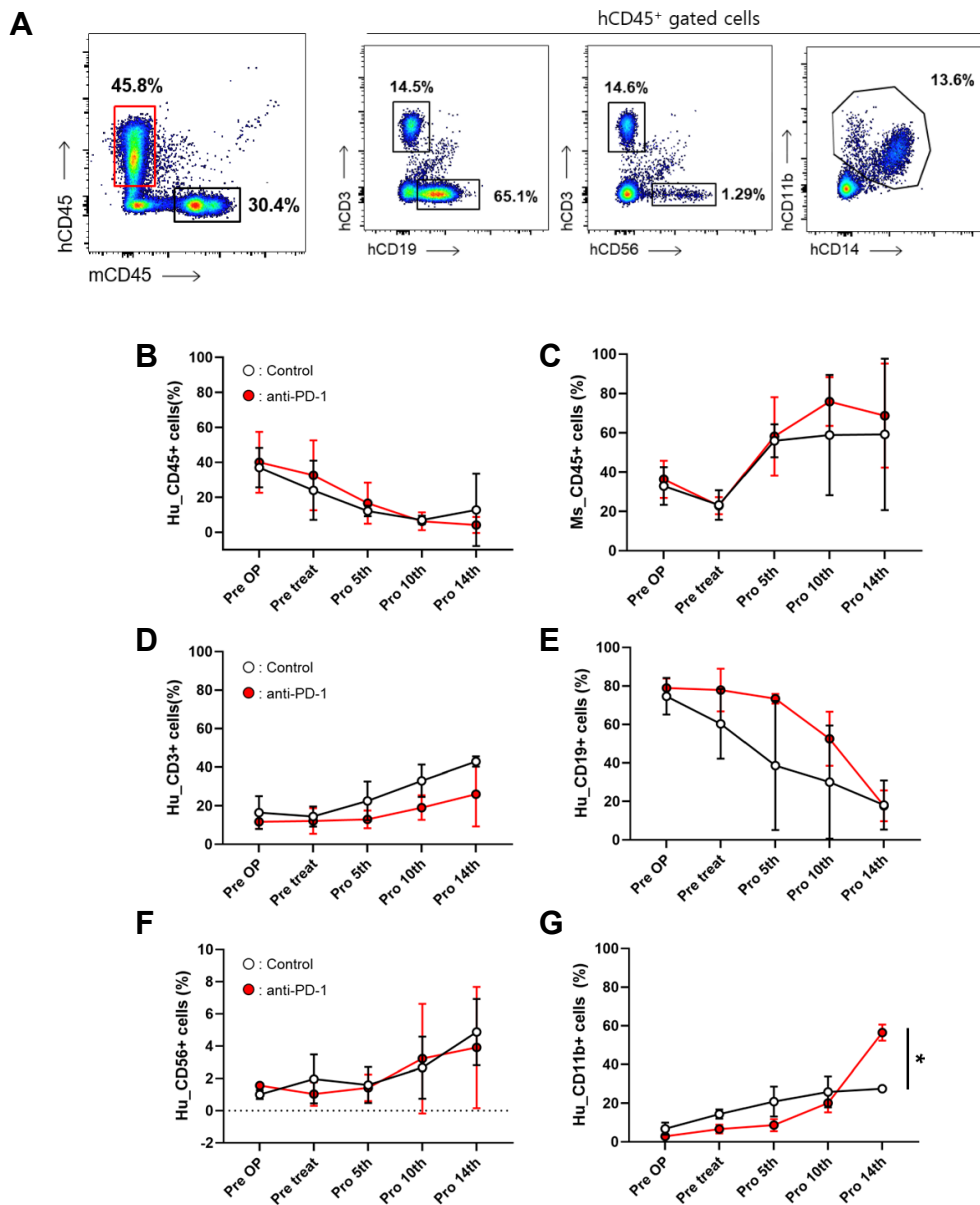 A
hCD45⁺ gated cells
45.8%
30.4%
hCD45
mCD45
14.5%
65.1%
hCD3
hCD19
14.6%
1.29%
hCD3
hCD56
13.6%
hCD11b
hCD14
B
Hu_CD45+ cells(%)
100
80
60
40
20
0
: Control
: anti-PD-1
Pre OP
Pre treat
Pro 5th
Pro 10th
Pro 14th
C
Ms_CD45+ cells (%)
100
80
60
40
20
0
Pre OP
Pre treat
Pro 5th
Pro 10th
Pro 14th
D
Hu_CD3+ cells(%)
100
80
60
40
20
0
: Control
: anti-PD-1
Pre OP
Pre treat
Pro 5th
Pro 10th
Pro 14th
E
Hu_CD19+ cells (%)
100
80
60
40
20
0
Pre OP
Pre treat
Pro 5th
Pro 10th
Pro 14th
F
Hu_CD56+ cells (%)
10
8
6
4
2
0
-2
: Control
: anti-PD-1
Pre OP
Pre treat
Pro 5th
Pro 10th
Pro 14th
G
Hu_CD11b+ cells (%)
100
80
60
40
20
0
*
Pre OP
Pre treat
Pro 5th
Pro 10th
Pro 14th